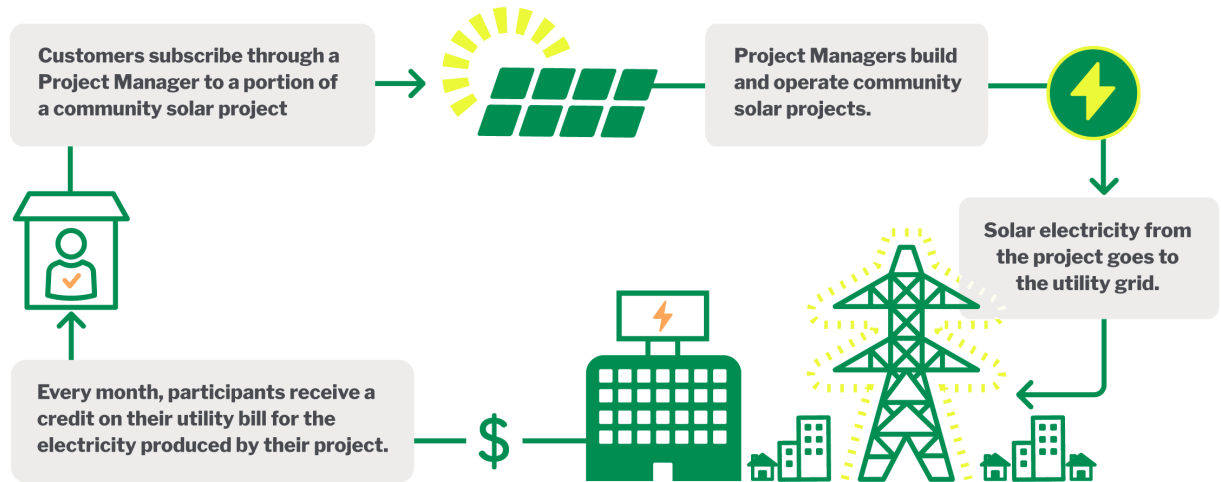 Customers subscribe through a
Project Manager to a portion of
a community solar project
Project Managers build
and operate community
solar projects.
Solar electricity from
the project goes to
the utility grid.
Every month, participants receive a
credit on their utility bill for the
electricity produced by their project.
$